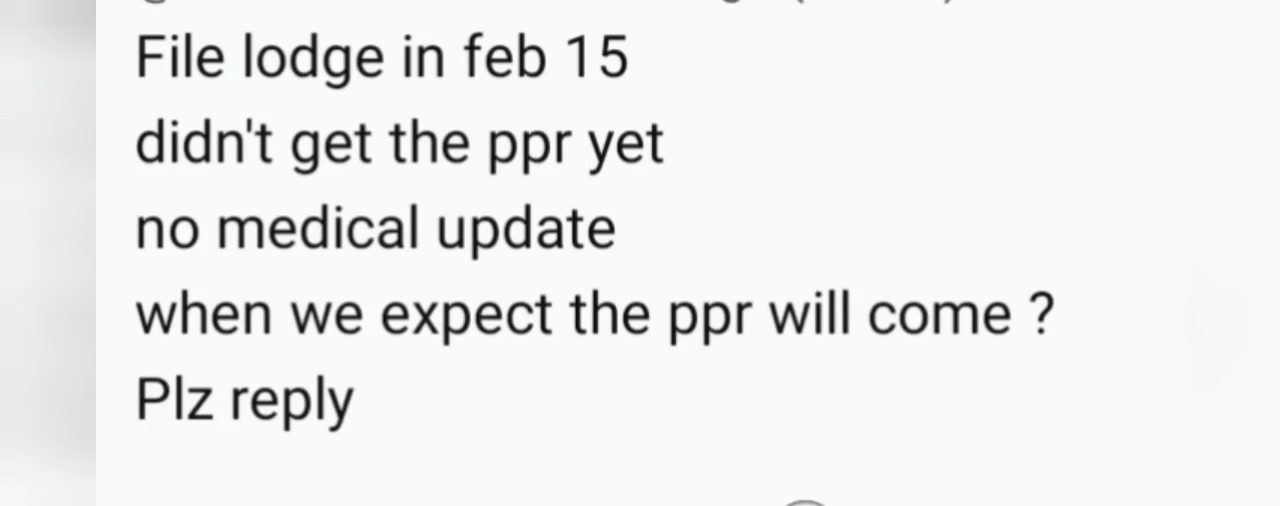 File lodge in feb 15
didn't get the ppr yet
no medical update
when we expect the ppr will come ?
Plz reply